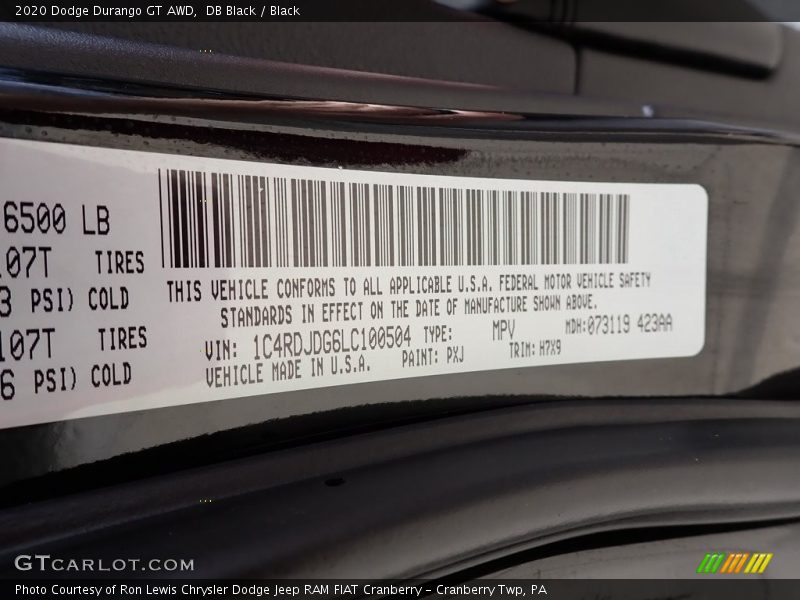 2020 Dodge Durango GT AWD, DB Black / Black
6500 LB
107T TIRES
3 PSI) COLD
107T TIRES
6 PSI) COLD
THIS VEHICLE CONFORMS TO ALL APPLICABLE U.S.A. FEDERAL MOTOR VEHICLE SAFETY
STANDARDS IN EFFECT ON THE DATE OF MANUFACTURE SHOWN ABOVE.
VIN: 1C4RDJDG6LC100504 TYPE: MPV MDH:073119 423AA
VEHICLE MADE IN U.S.A. PAINT: PXJ TRIM: H7X9
GTCARLOT.COM
Photo Courtesy of Ron Lewis Chrysler Dodge Jeep RAM FIAT Cranberry – Cranberry Twp, PA